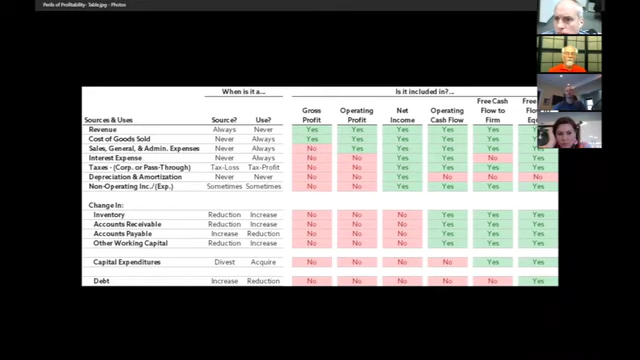 Perils of Profitability- Table.jpg - Photos
When is it a... Is it included in?...
Sources & Uses Source? Use? Gross Profit Operating Profit Net Income Operating Cash Flow Free Cash Flow to Firm Free Flow
Revenue Always Never Yes Yes Yes Yes Yes Yes
Cost of Goods Sold Never Always Yes Yes Yes Yes Yes Yes
Sales, General, & Admin. Expenses Never Always No Yes Yes Yes Yes Yes
Interest Expense Never Always No No Yes Yes No Yes
Taxes - (Corp. or Pass-Through) Tax-Loss Tax-Profit No No Yes Yes Yes Yes
Depreciation & Amortization Never Never No No Yes No No No
Non-Operating Inc./(Exp.) Sometimes Sometimes No No Yes Yes Yes Yes
Change in:
Inventory Reduction Increase No No No Yes Yes Yes
Accounts Receivable Reduction Increase No No No Yes Yes Yes
Accounts Payable Increase Reduction No No No Yes Yes Yes
Other Working Capital Reduction Increase No No No Yes Yes Yes
Capital Expenditures Divest Acquire No No No No Yes Yes
Debt Increase Reduction No No No No No Yes